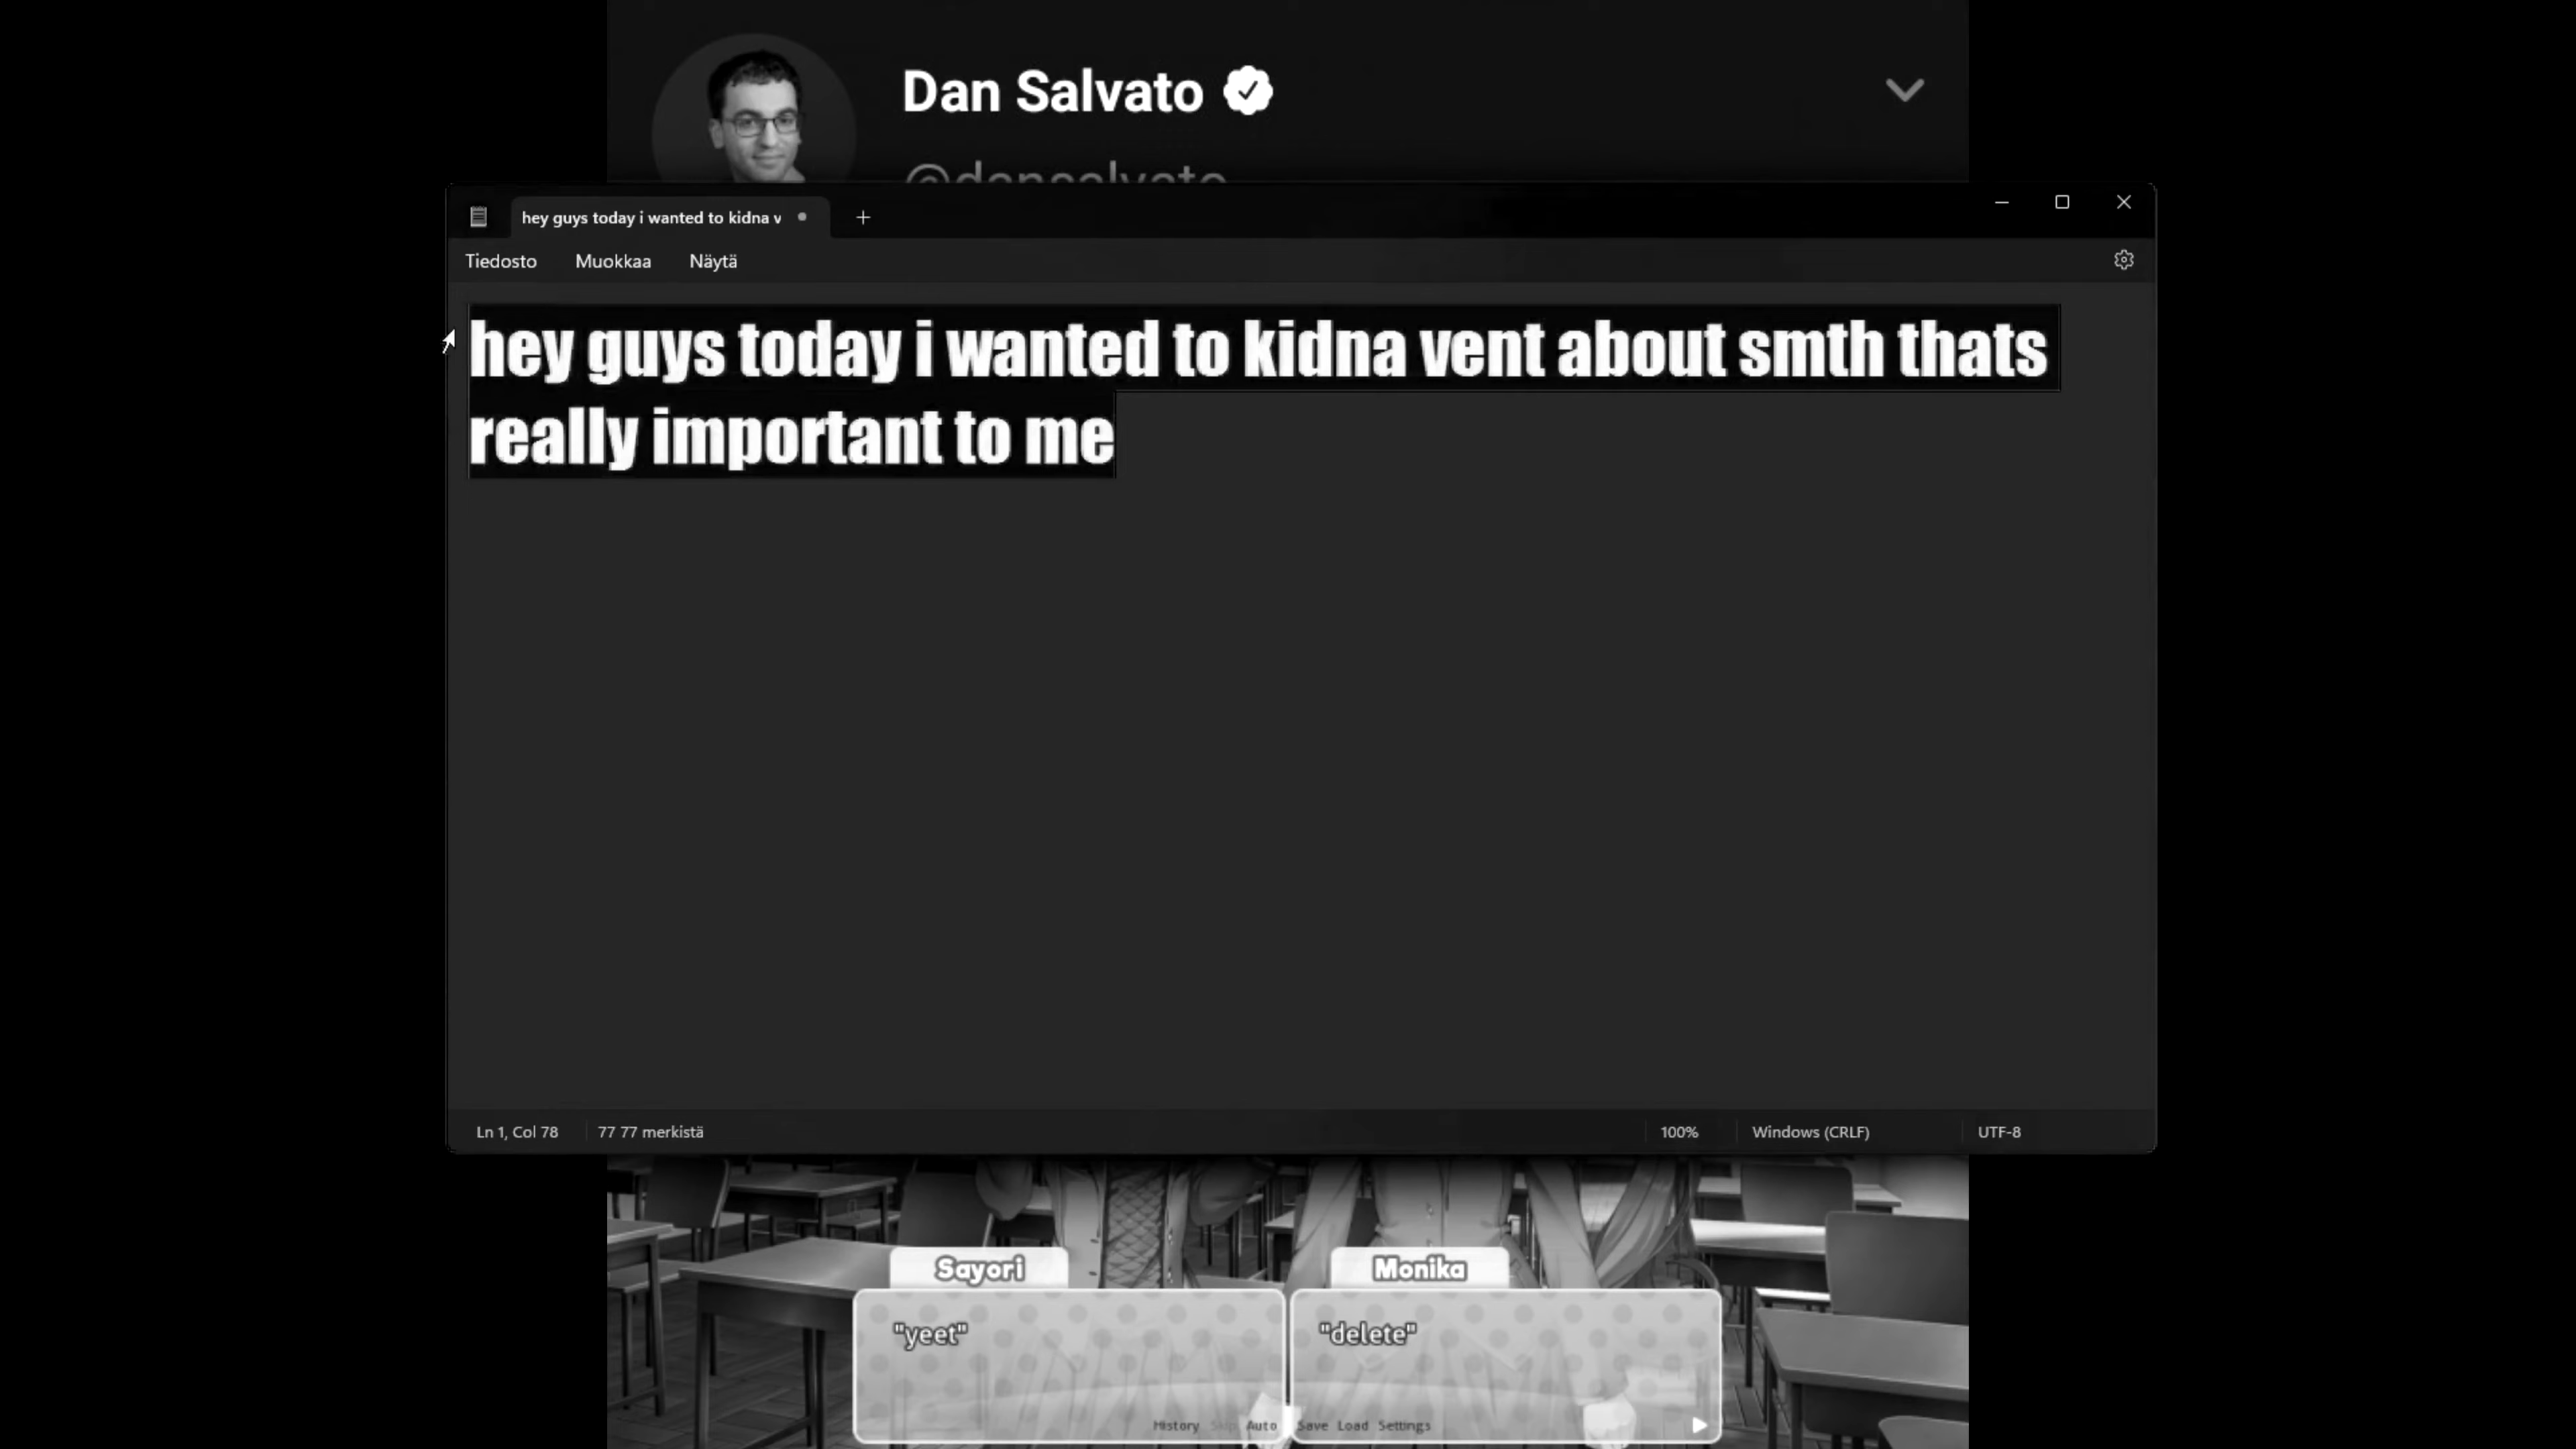 Dan Salvato
@dansalvato
hey guys today i wanted to kidna v
Tiedosto Muokkaa Näytä
hey guys today i wanted to kidna vent about smth thats
really important to me
Ln 1, Col 78 77 77 merkistä 100% Windows (CRLF) UTF-8
Sayori Monika
"yeet" "delete"
History Skip Auto Save Load Settings